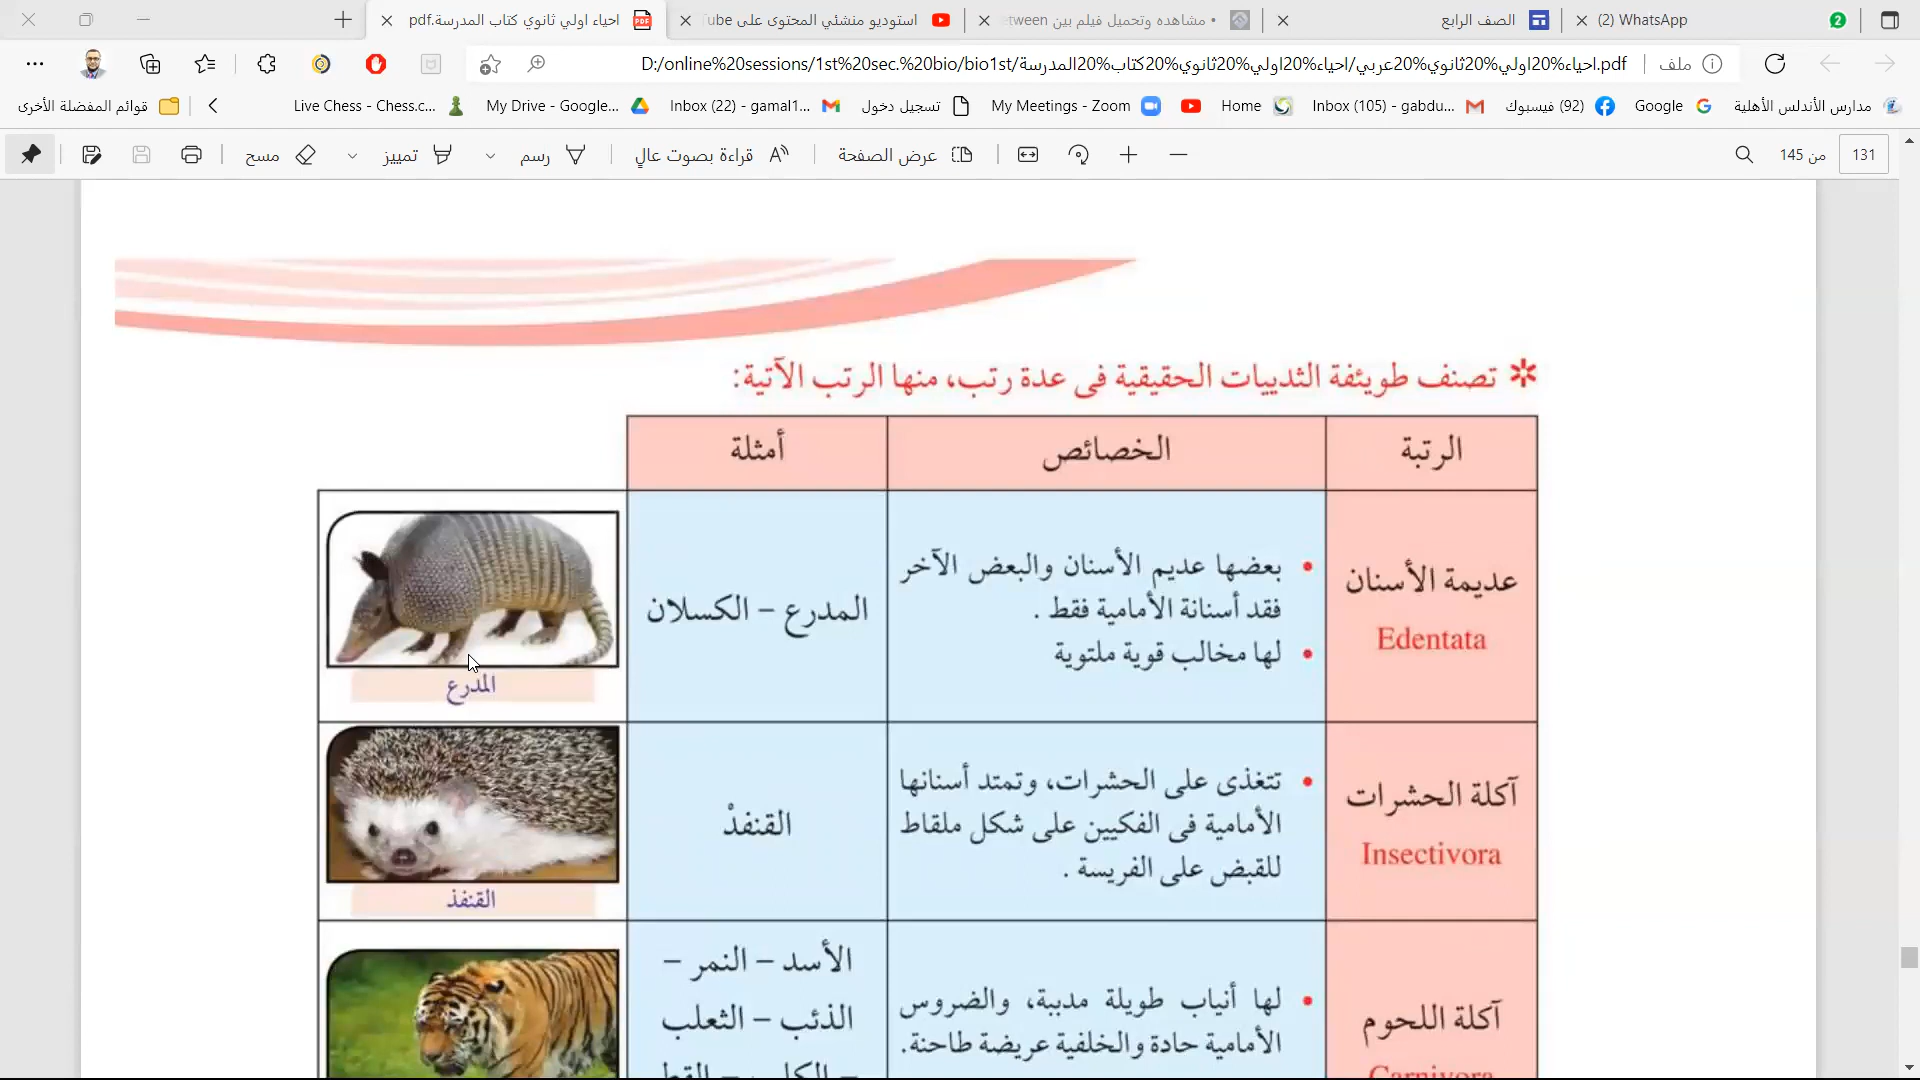 احياء اولي ثانوي كتاب المدرسة.pdf
استوديو منشئي المحتوى على
مشاهده وتحميل فيلم بين
الصف الرابع
(2) WhatsApp
2
D:/online%20sessions/1st%20sec.%20bio/bio1st/احياء%20اولي%20ثانوي%20عربي/احياء%20اولي%20ثانوي%20كتاب%20المدرسة.pdf
ملف
قوائم المفضلة الأخرى
Live Chess - Chess.c...
My Drive - Google...
Inbox (22) - gamal1...
تسجيل دخول
My Meetings - Zoom
Home
Inbox (105) - gabdu...
(92) فيسبوك
Google
مدارس الأندلس الأهلية
مسح
تمييز
رسم
قراءة بصوت عالٍ
عرض الصفحة
131
من 145
* تصنف طويئفة الثدييات الحقيقية فى عدة رتب، منها الرتب الآتية:
الرتبة
الخصائص
أمثلة
عديمة الأسنان
Edentata
• بعضها عديم الأسنان والبعض الآخر
فقد أسنانة الأمامية فقط .
• لها مخالب قوية ملتوية
المدرع – الكسلان
المدرع
آكلة الحشرات
Insectivora
• تتغذى على الحشرات، وتمتد أسنانها
الأمامية فى الفكيين على شكل ملقاط
للقبض على الفريسة .
القنفذْ
القنفذ
آكلة اللحوم
Carnivora
• لها أنياب طويلة مدببة، والضروس
الأمامية حادة والخلفية عريضة طاحنة.
الأسد – النمر –
الذئب – الثعلب
– الكلب – القط